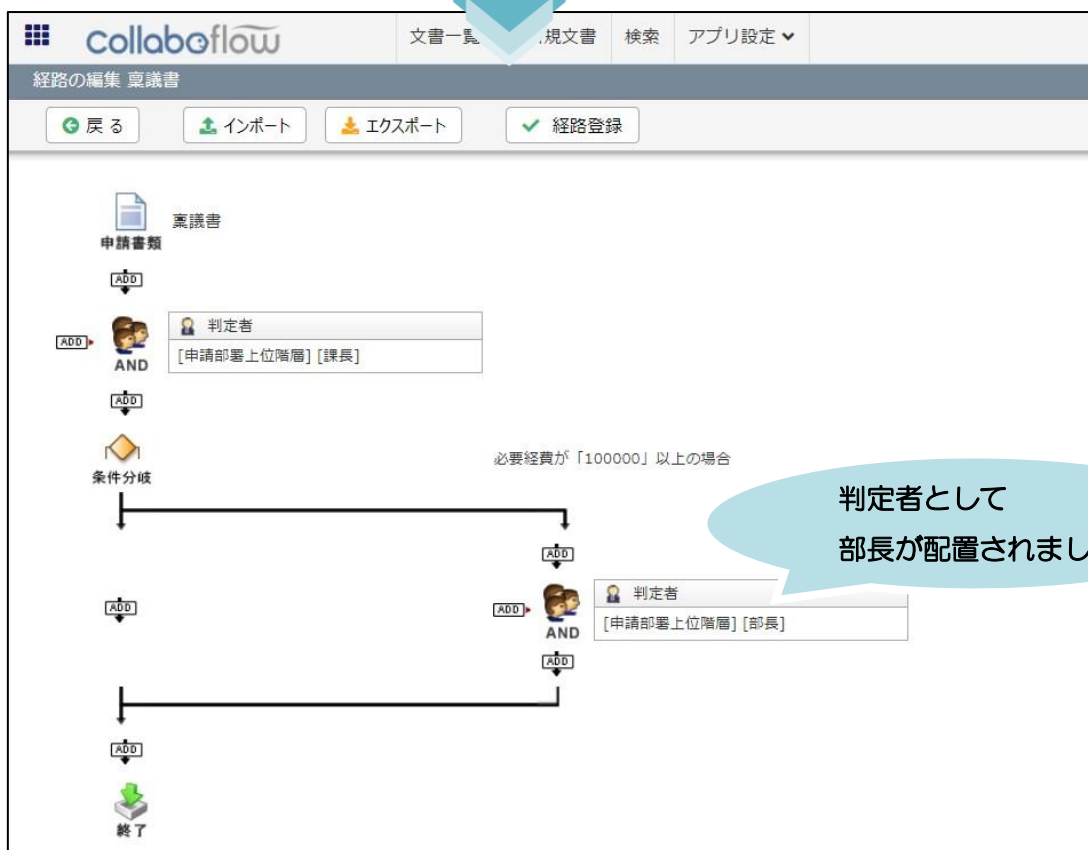 collaboflow
文書一覧 規文書 検索 アプリ設定
経路の編集 稟議書
戻る インポート エクスポート 経路登録
稟議書
申請書類
ADD
判定者
ADD AND [申請部署上位階層] [課長]
ADD
条件分岐
必要経費が「100000」以上の場合
判定者として
部長が配置されまし
ADD
判定者
ADD ADD AND [申請部署上位階層] [部長]
ADD
ADD
終了